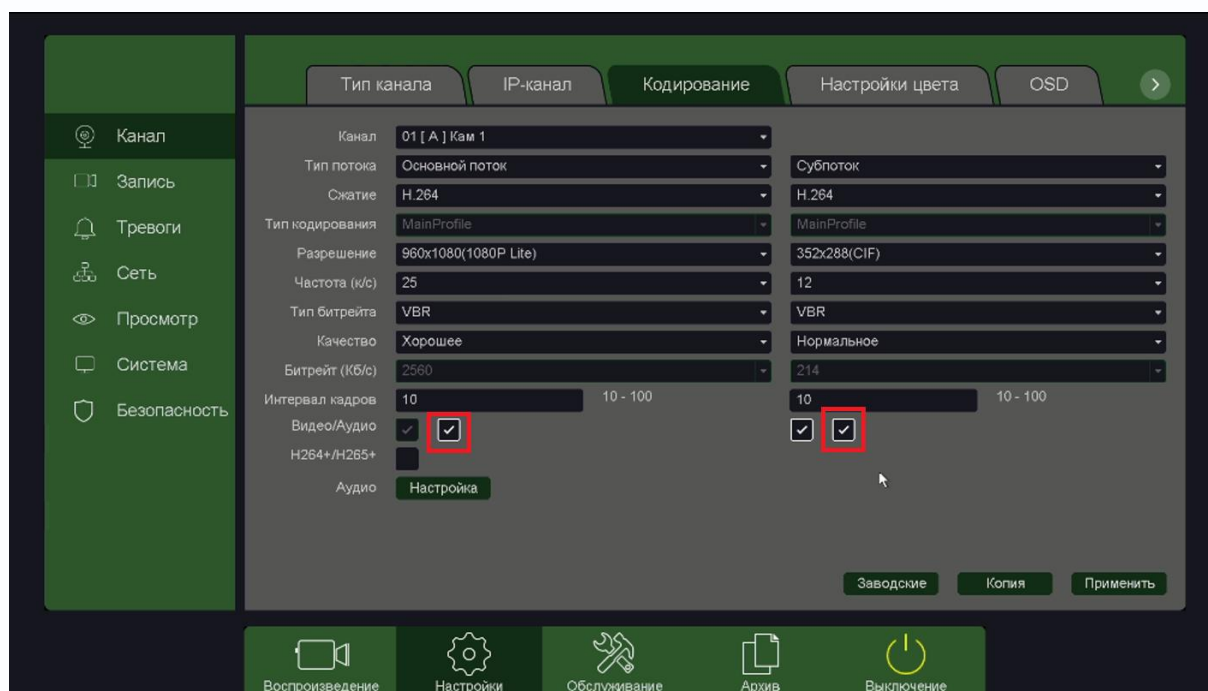 Тип канала IP-канал Кодирование Настройки цвета OSD
Канал
Запись
Тревоги
Сеть
Просмотр
Система
Безопасность
Канал 01 [ A ] Кам 1
Тип потока Основной поток Субпоток
Сжатие H.264 H.264
Тип кодирования MainProfile MainProfile
Разрешение 960x1080(1080P Lite) 352x288(CIF)
Частота (к/с) 25 12
Тип битрейта VBR VBR
Качество Хорошее Нормальное
Битрейт (Кб/с) 2560 214
Интервал кадров 10 10 - 100 10 10 - 100
Видео/Аудио
H264+/H265+
Аудио Настройка
Заводские Копия Применить
Воспроизведение Настройки Обслуживание Архив Выключение